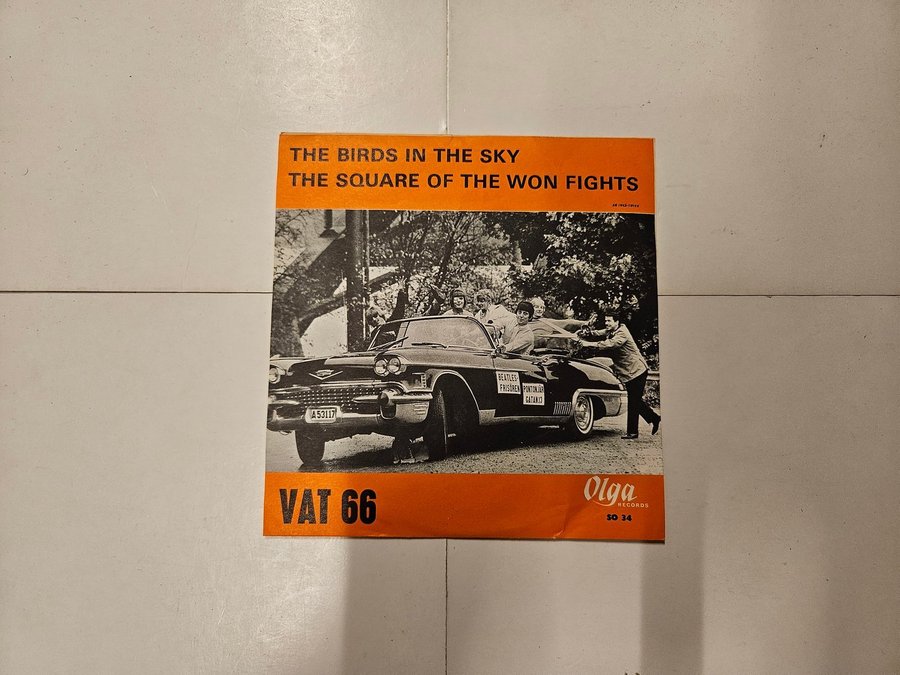 THE BIRDS IN THE SKY
THE SQUARE OF THE WON FIGHTS
A53117
BEATLES-
FRISÖREN
PONTONJÄR
GATAN
VAT 66
Olga
RECORDS
SO 34